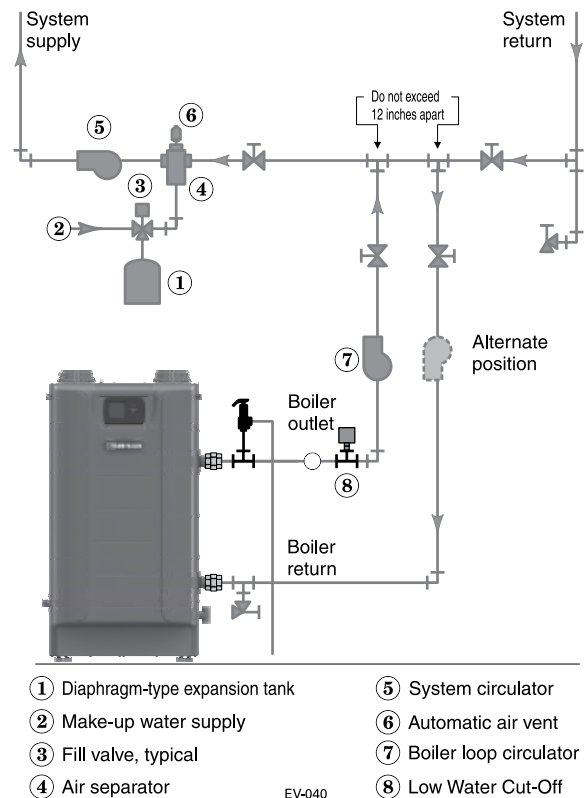 System
supply
System
return
Do not exceed
12 inches apart
6
5
3
4
2
1
7
Alternate
position
Boiler
outlet
8
Boiler
return
1 Diaphragm-type expansion tank
2 Make-up water supply
3 Fill valve, typical
4 Air separator
5 System circulator
6 Automatic air vent
7 Boiler loop circulator
8 Low Water Cut-Off
EV-040